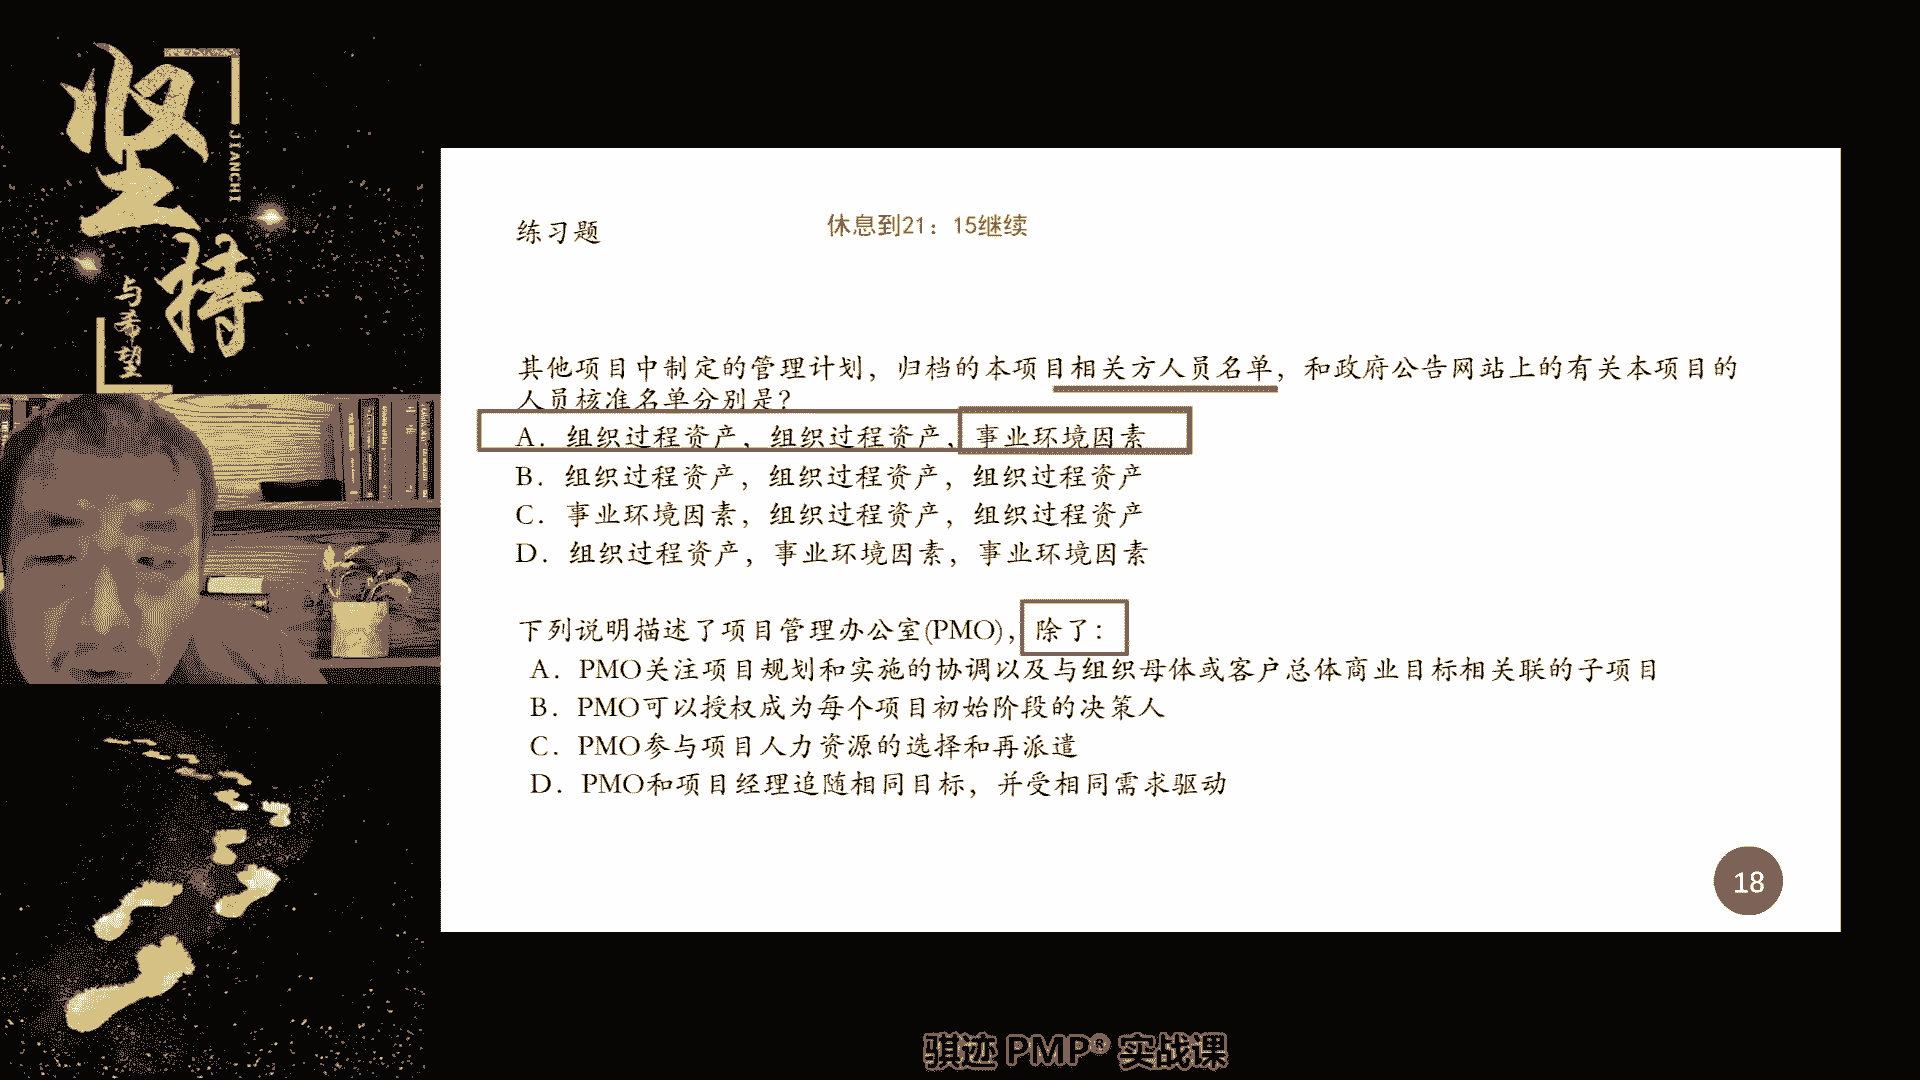 坚持
JIANCHI
与希望
练习题
休息到21：15继续
其他项目中制定的管理计划，归档的本项目相关方人员名单，和政府公告网站上的有关本项目的
人员核准名单分别是？
A．组织过程资产，组织过程资产，事业环境因素
B．组织过程资产，组织过程资产，组织过程资产
C．事业环境因素，组织过程资产，组织过程资产
D．组织过程资产，事业环境因素，事业环境因素
下列说明描述了项目管理办公室(PMO)，除了：
A．PMO关注项目规划和实施的协调以及与组织母体或客户总体商业目标相关联的子项目
B．PMO可以授权成为每个项目初始阶段的决策人
C．PMO参与项目人力资源的选择和再派遣
D．PMO和项目经理追随相同目标，并受相同需求驱动
18
骐迹 PMP® 实战课